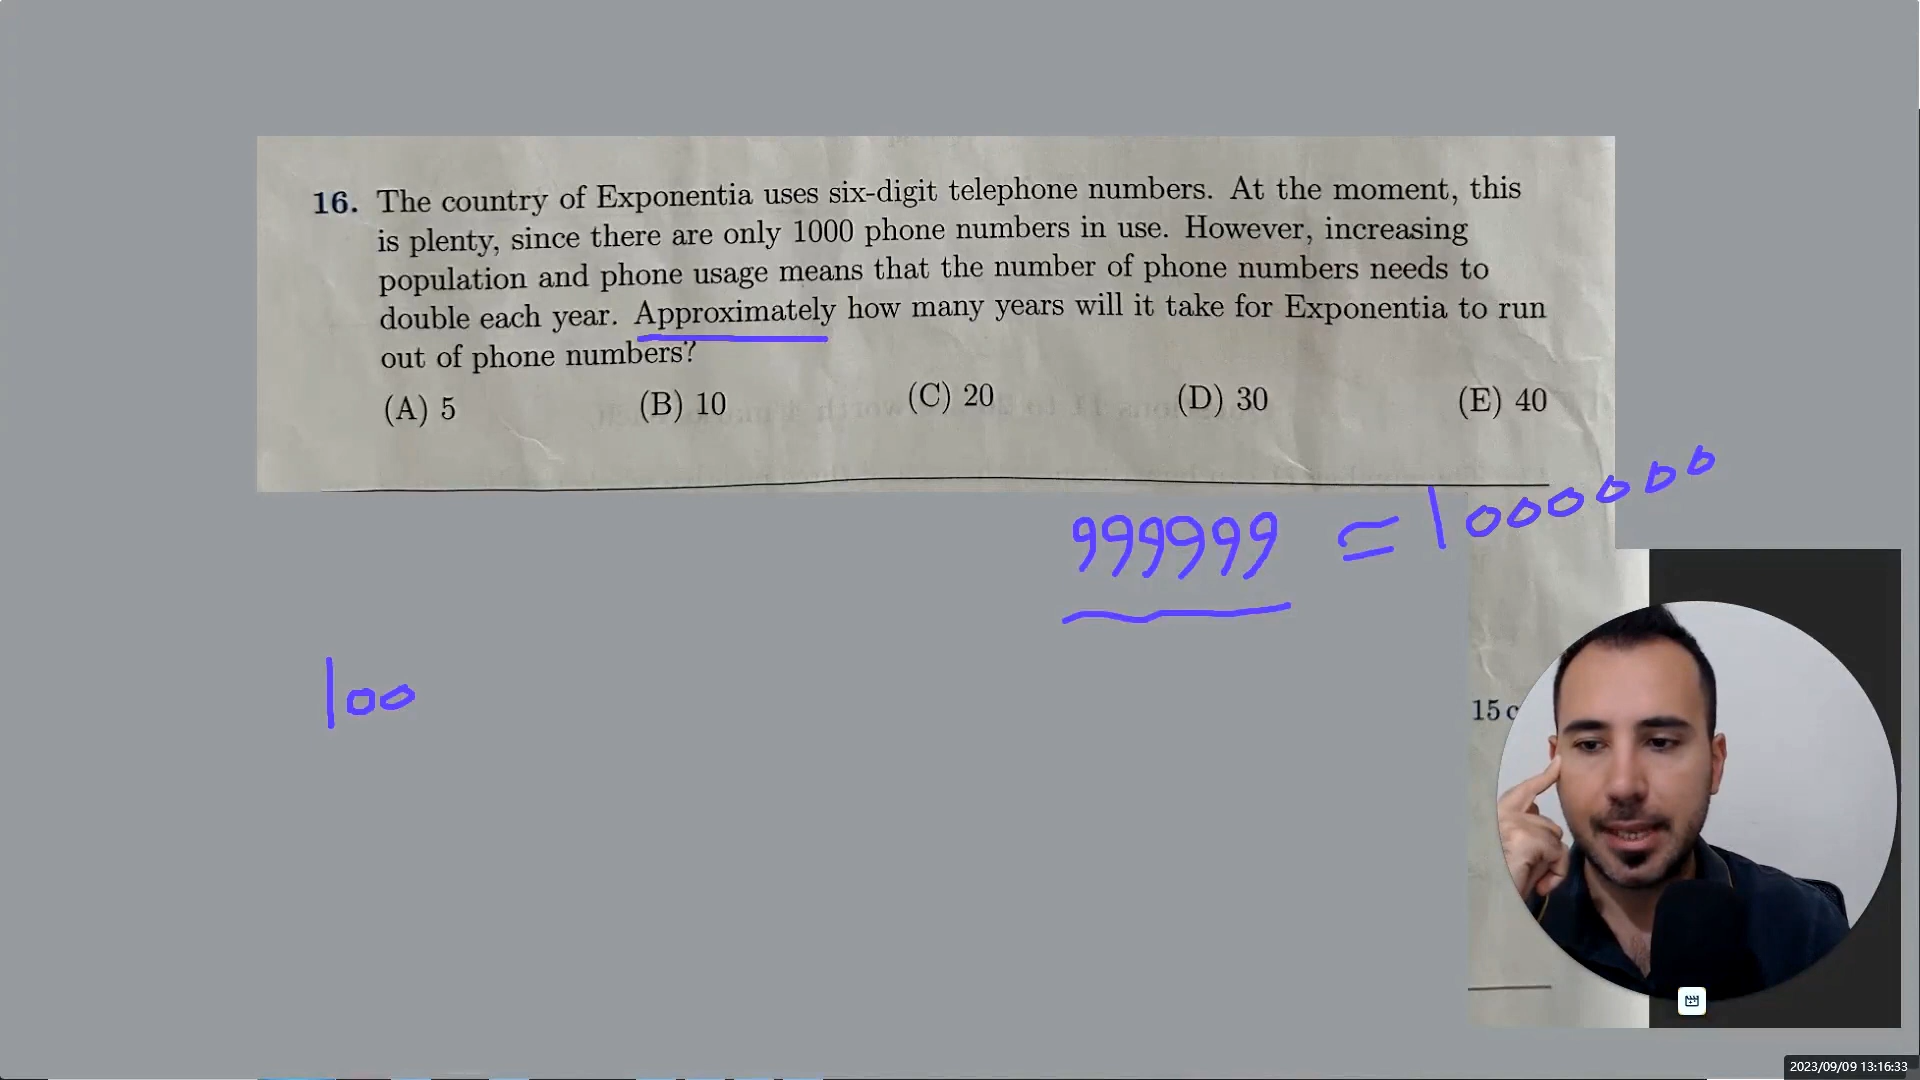 16. The country of Exponentia uses six-digit telephone numbers. At the moment, this
is plenty, since there are only 1000 phone numbers in use. However, increasing
population and phone usage means that the number of phone numbers needs to
double each year. Approximately how many years will it take for Exponentia to run
out of phone numbers?
(A) 5 (B) 10 (C) 20 (D) 30 (E) 40
999999 = 1000000
100
15 c
2023/09/09 13:16:33